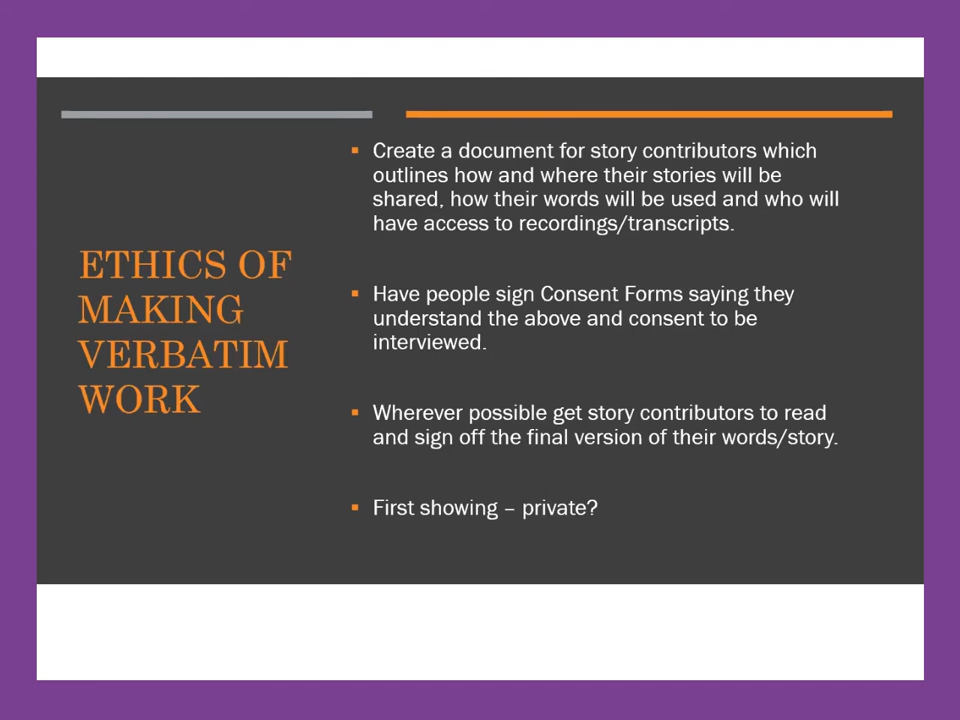 ETHICS OF
MAKING
VERBATIM
WORK
▪ Create a document for story contributors which
outlines how and where their stories will be
shared, how their words will be used and who will
have access to recordings/transcripts.
▪ Have people sign Consent Forms saying they
understand the above and consent to be
interviewed.
▪ Wherever possible get story contributors to read
and sign off the final version of their words/story.
▪ First showing – private?